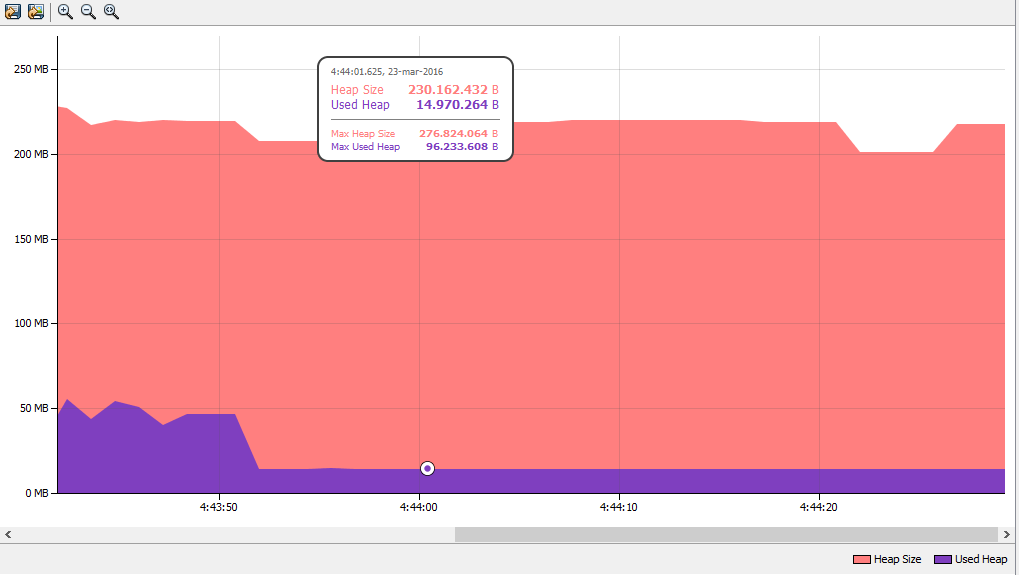 250 MB
200 MB
150 MB
100 MB
50 MB
0 MB
4:44:01.625, 23-mar-2016
Heap Size 230.162.432 B
Used Heap 14.970.264 B
Max Heap Size 276.824.064 B
Max Used Heap 96.233.608 B
4:43:50 4:44:00 4:44:10 4:44:20
Heap Size Used Heap